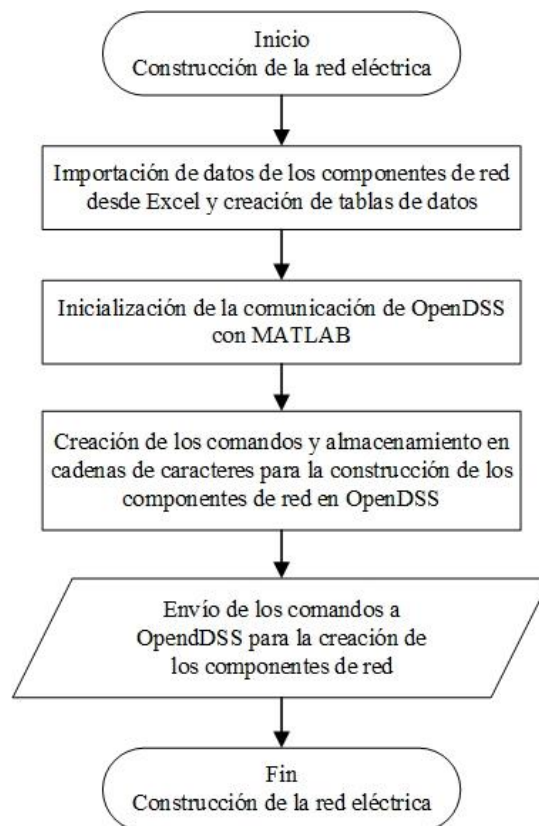 Inicio
Construcción de la red eléctrica
Importación de datos de los componentes de red
desde Excel y creación de tablas de datos
Inicialización de la comunicación de OpenDSS
con MATLAB
Creación de los comandos y almacenamiento en
cadenas de caracteres para la construcción de los
componentes de red en OpenDSS
Envío de los comandos a
OpendDSS para la creación de
los componentes de red
Fin
Construcción de la red eléctrica